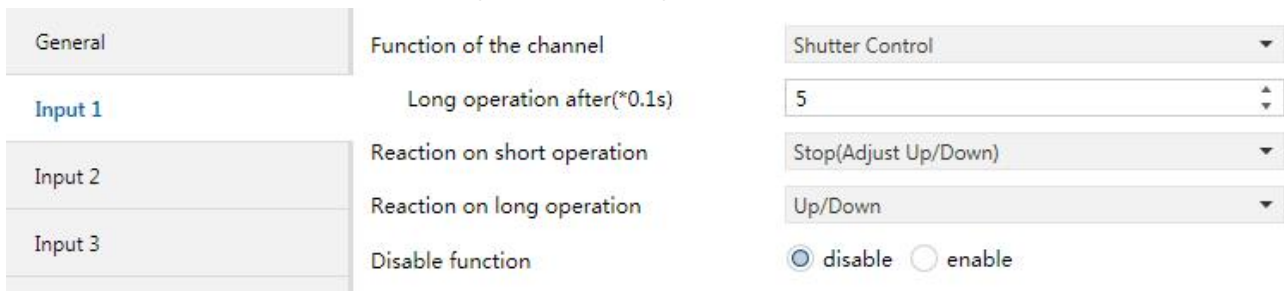 General
Input 1
Input 2
Input 3
Function of the channel Shutter Control
Long operation after(*0.1s) 5
Reaction on short operation Stop(Adjust Up/Down)
Reaction on long operation Up/Down
Disable function disable enable